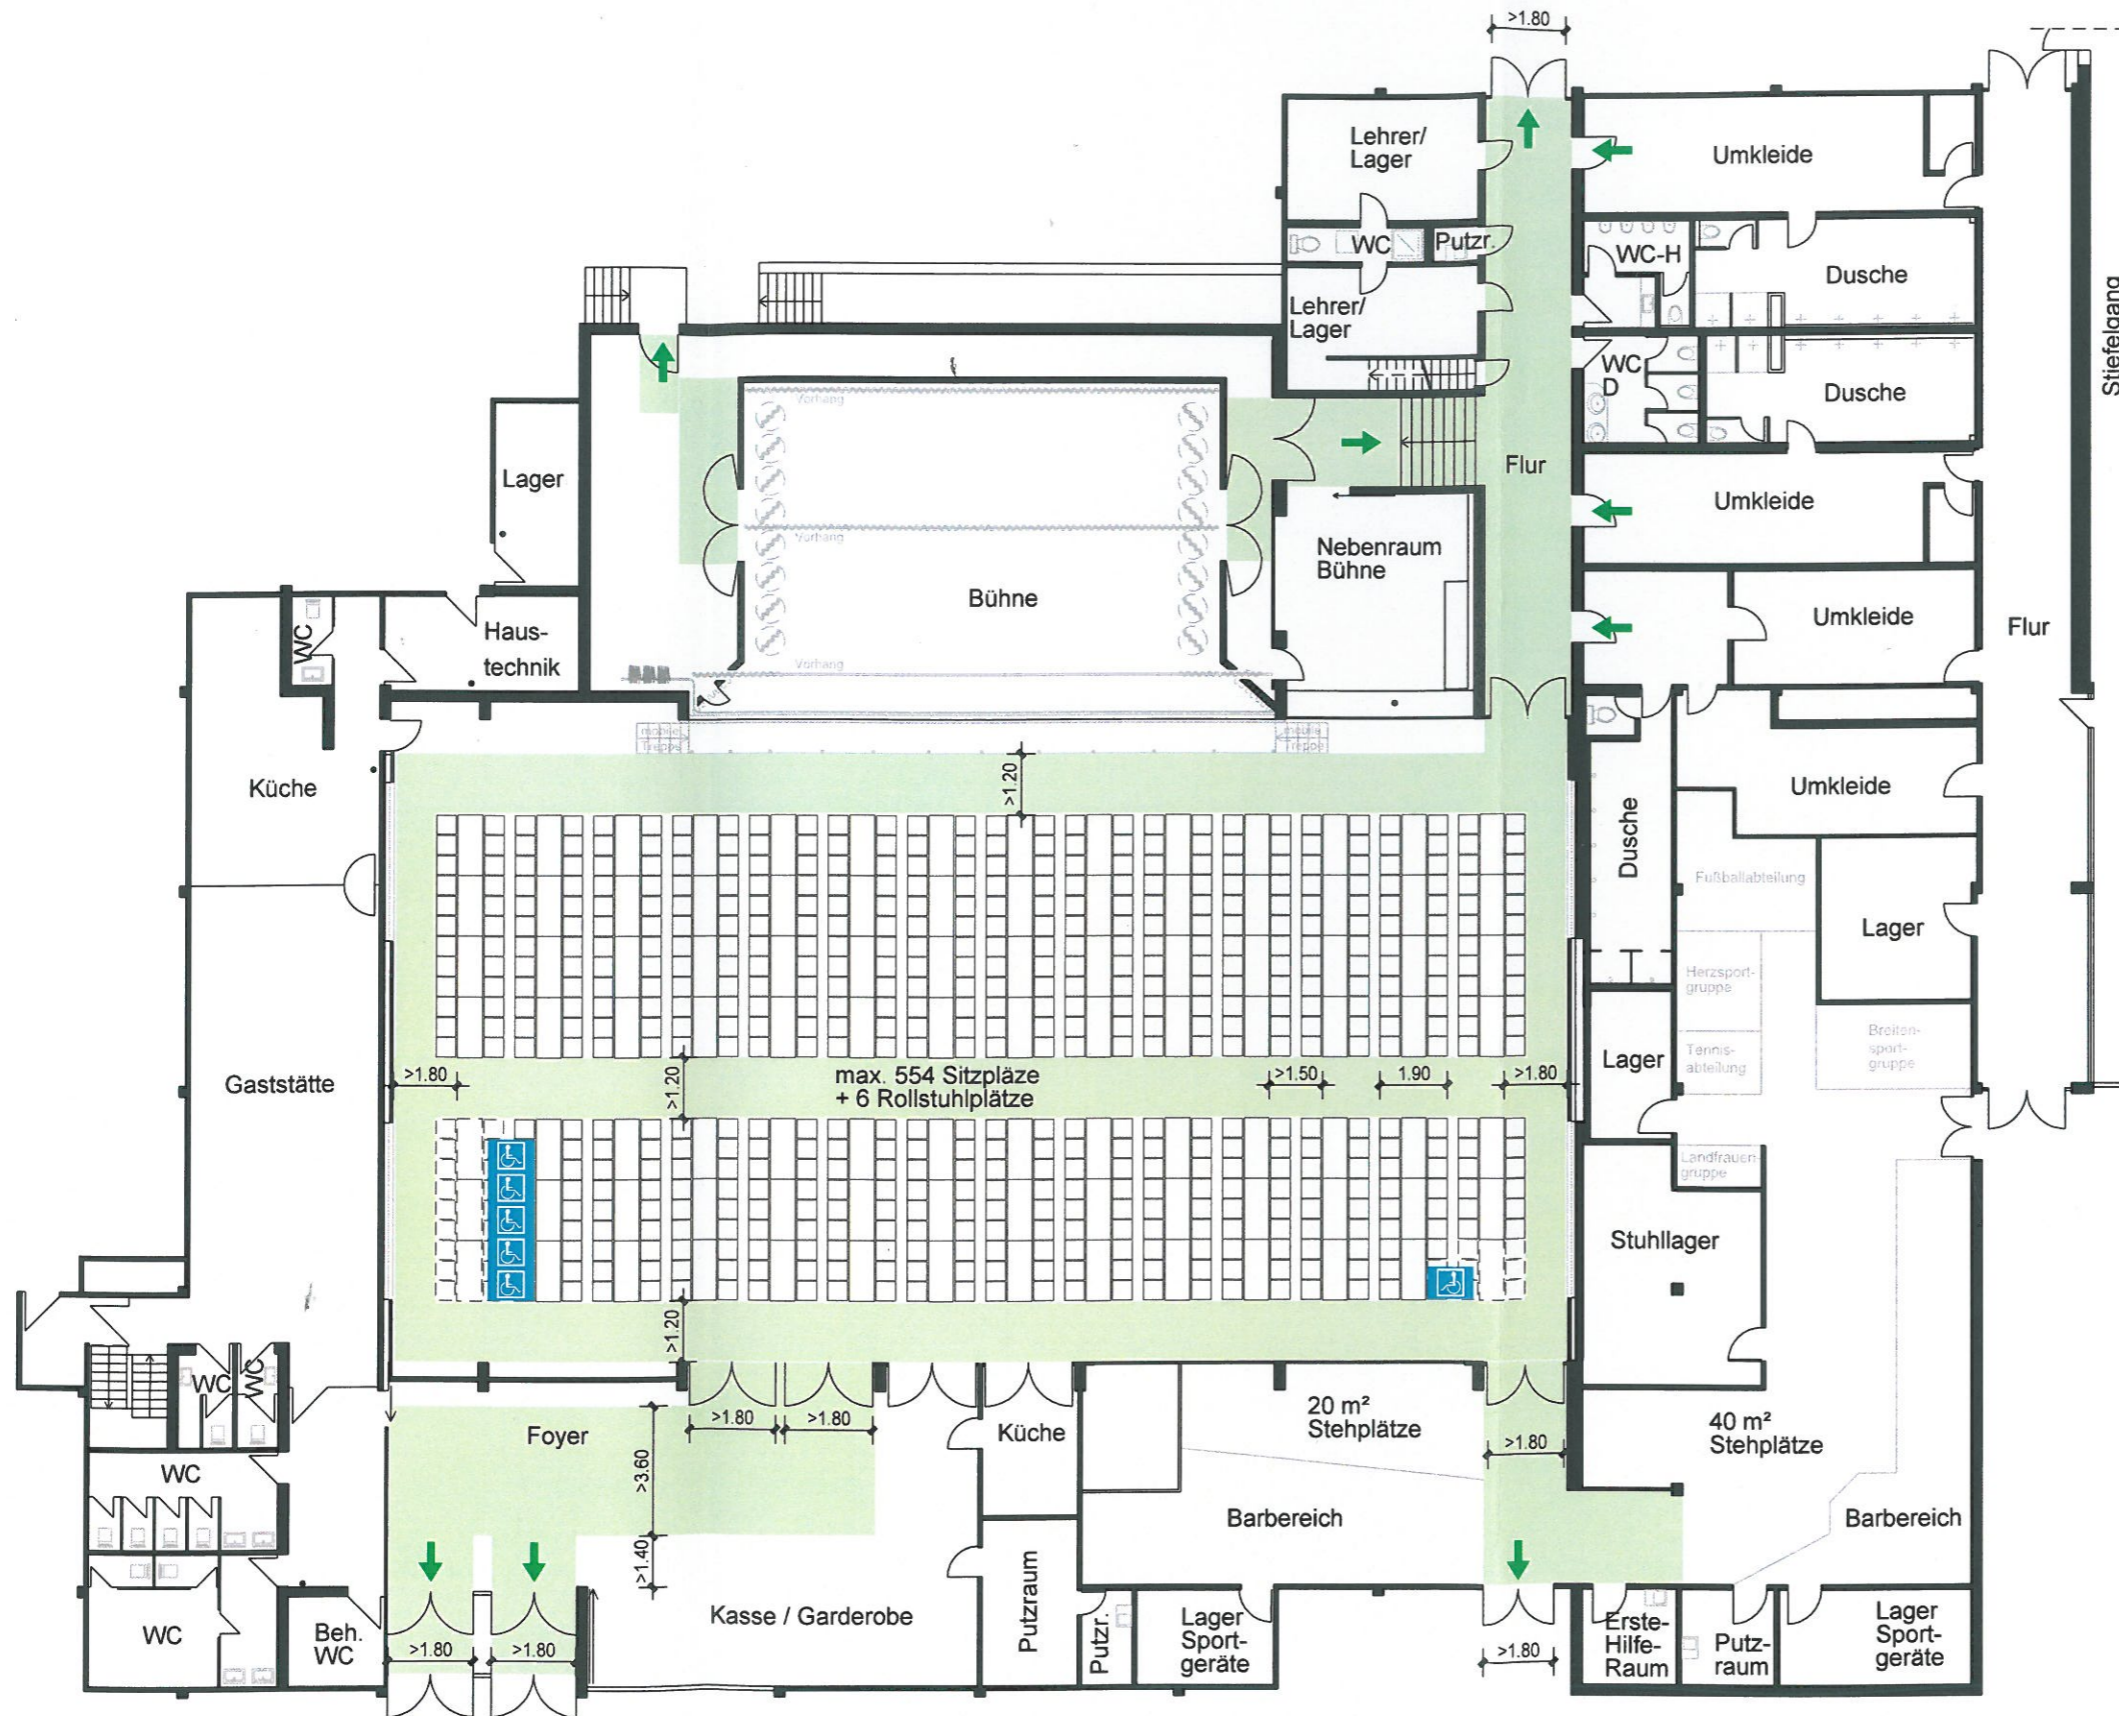 >1.80
Lehrer/
Lager
Umkleide
WC
Putzr.
WC-H
Dusche
Lehrer/
Lager
Stiefelgang
WC
D
Dusche
Vorhang
Lager
Flur
Umkleide
Vorhang
Nebenraum
Bühne
Bühne
WC
Haus-
technik
Umkleide
Flur
Vorhang
mobile
Treppe
mobile
Treppe
>1.20
Küche
Umkleide
Dusche
Fußballabteilung
Lager
Herzsport-
gruppe
Breiten-
sport-
gruppe
Tennis-
abteilung
Lager
Gaststätte
>1.80
>1.20
max. 554 Sitzpläze
+ 6 Rollstuhlplätze
>1.50
1.90
>1.80
Landfrauen-
gruppe
Stuhllager
>1.20
WC
WC
Foyer
>1.80
>1.80
Küche
20 m²
Stehplätze
>1.80
40 m²
Stehplätze
>3.60
WC
Barbereich
Barbereich
>1.40
WC
Beh.
WC
>1.80
>1.80
Kasse / Garderobe
Putzraum
Putzr.
Lager
Sport-
geräte
>1.80
Erste-
Hilfe-
Raum
Putz-
raum
Lager
Sport-
geräte